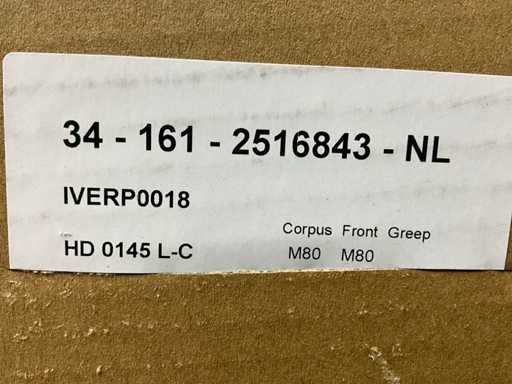 34 - 161 - 2516843 - NL
IVERP0018
Corpus Front Greep
HD 0145 L-C M80 M80